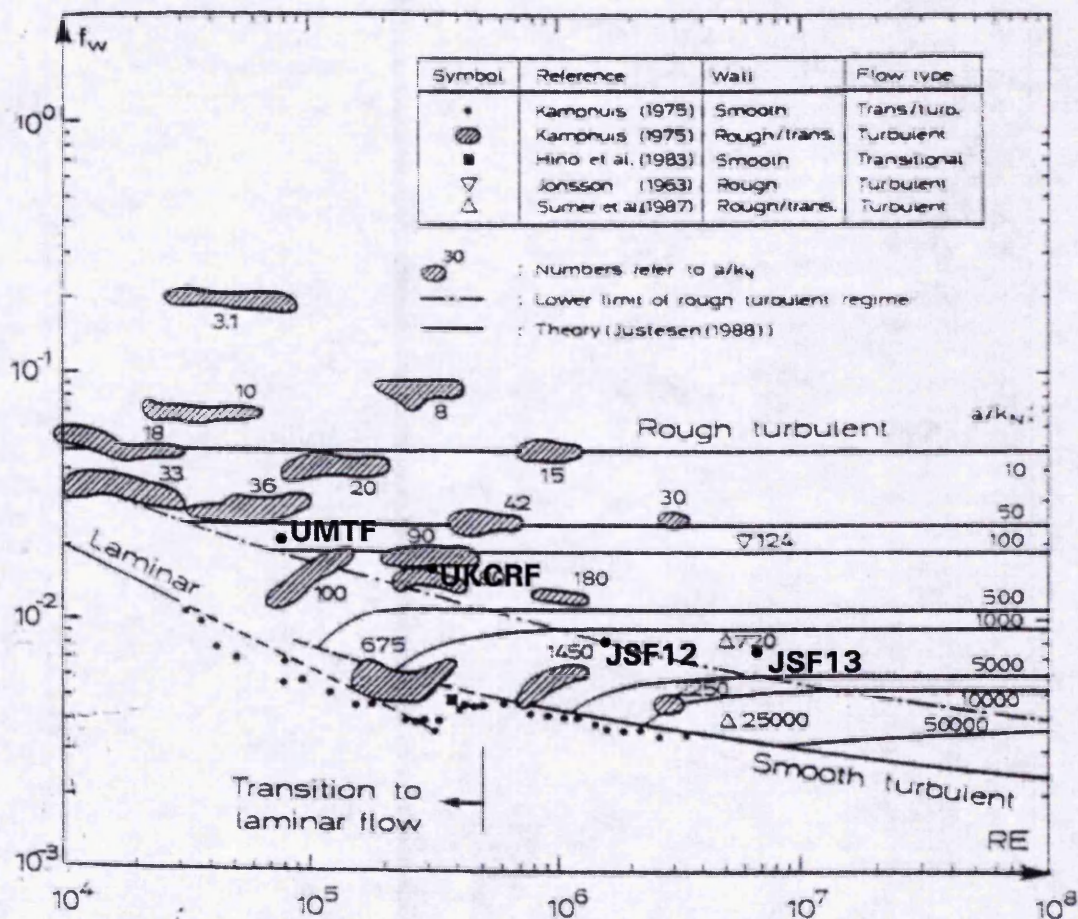 f_w
Symbol Reference Wall Flow type
Kamphuis (1975) Smooth Trans/turb.
Kamphuis (1975) Rough/trans. Turbulent
Hino et al. (1983) Smooth Transitional
Jonsson (1963) Rough Turbulent
Sumer et al.(1987) Rough/trans. Turbulent
30 : Numbers refer to a/k_N
: Lower limit of rough turbulent regime
: Theory (Justesen (1988))
10^0
10^-1
10^-2
10^-3
3.1
10
8
a/k_N:
Rough turbulent
18
15
10
33
36
20
42
30
50
UMTF
90
124
100
Laminar
UKCRF
100
180
500
1000
675
1450
770
JSF12
JSF13
5000
10000
25000
50000
Smooth turbulent
Transition to
laminar flow
RE
10^4 10^5 10^6 10^7 10^8